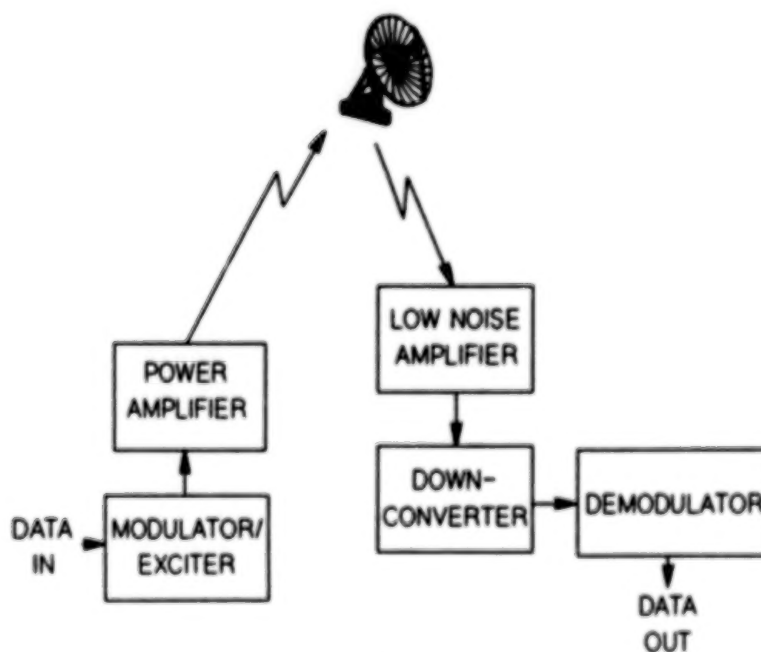 POWER
AMPLIFIER
DATA
IN
MODULATOR/
EXCITER
LOW NOISE
AMPLIFIER
DOWN-
CONVERTER
DEMODULATOR
DATA
OUT